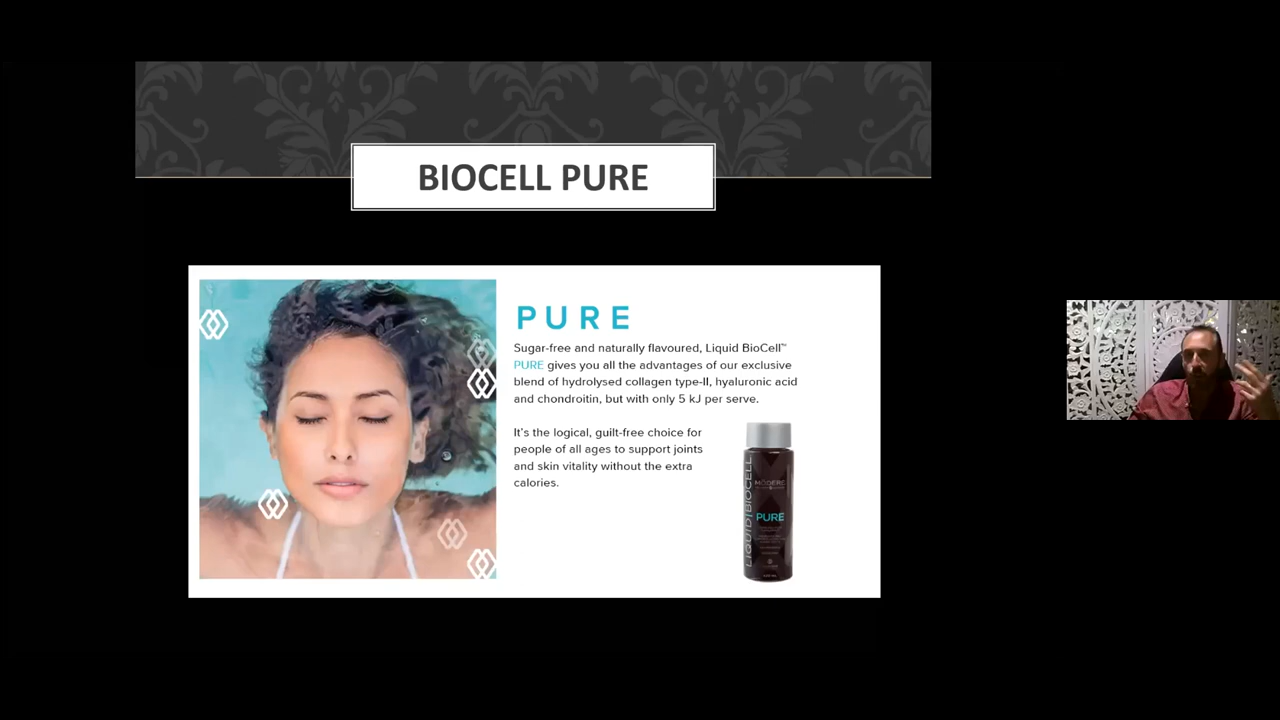 BIOCELL PURE
PURE
Sugar-free and naturally flavoured, Liquid BioCell™
PURE gives you all the advantages of our exclusive
blend of hydrolysed collagen type-II, hyaluronic acid
and chondroitin, but with only 5 kJ per serve.
It's the logical, guilt-free choice for
people of all ages to support joints
and skin vitality without the extra
calories.
LIQUID|BIOCELL
MODERE
PURE